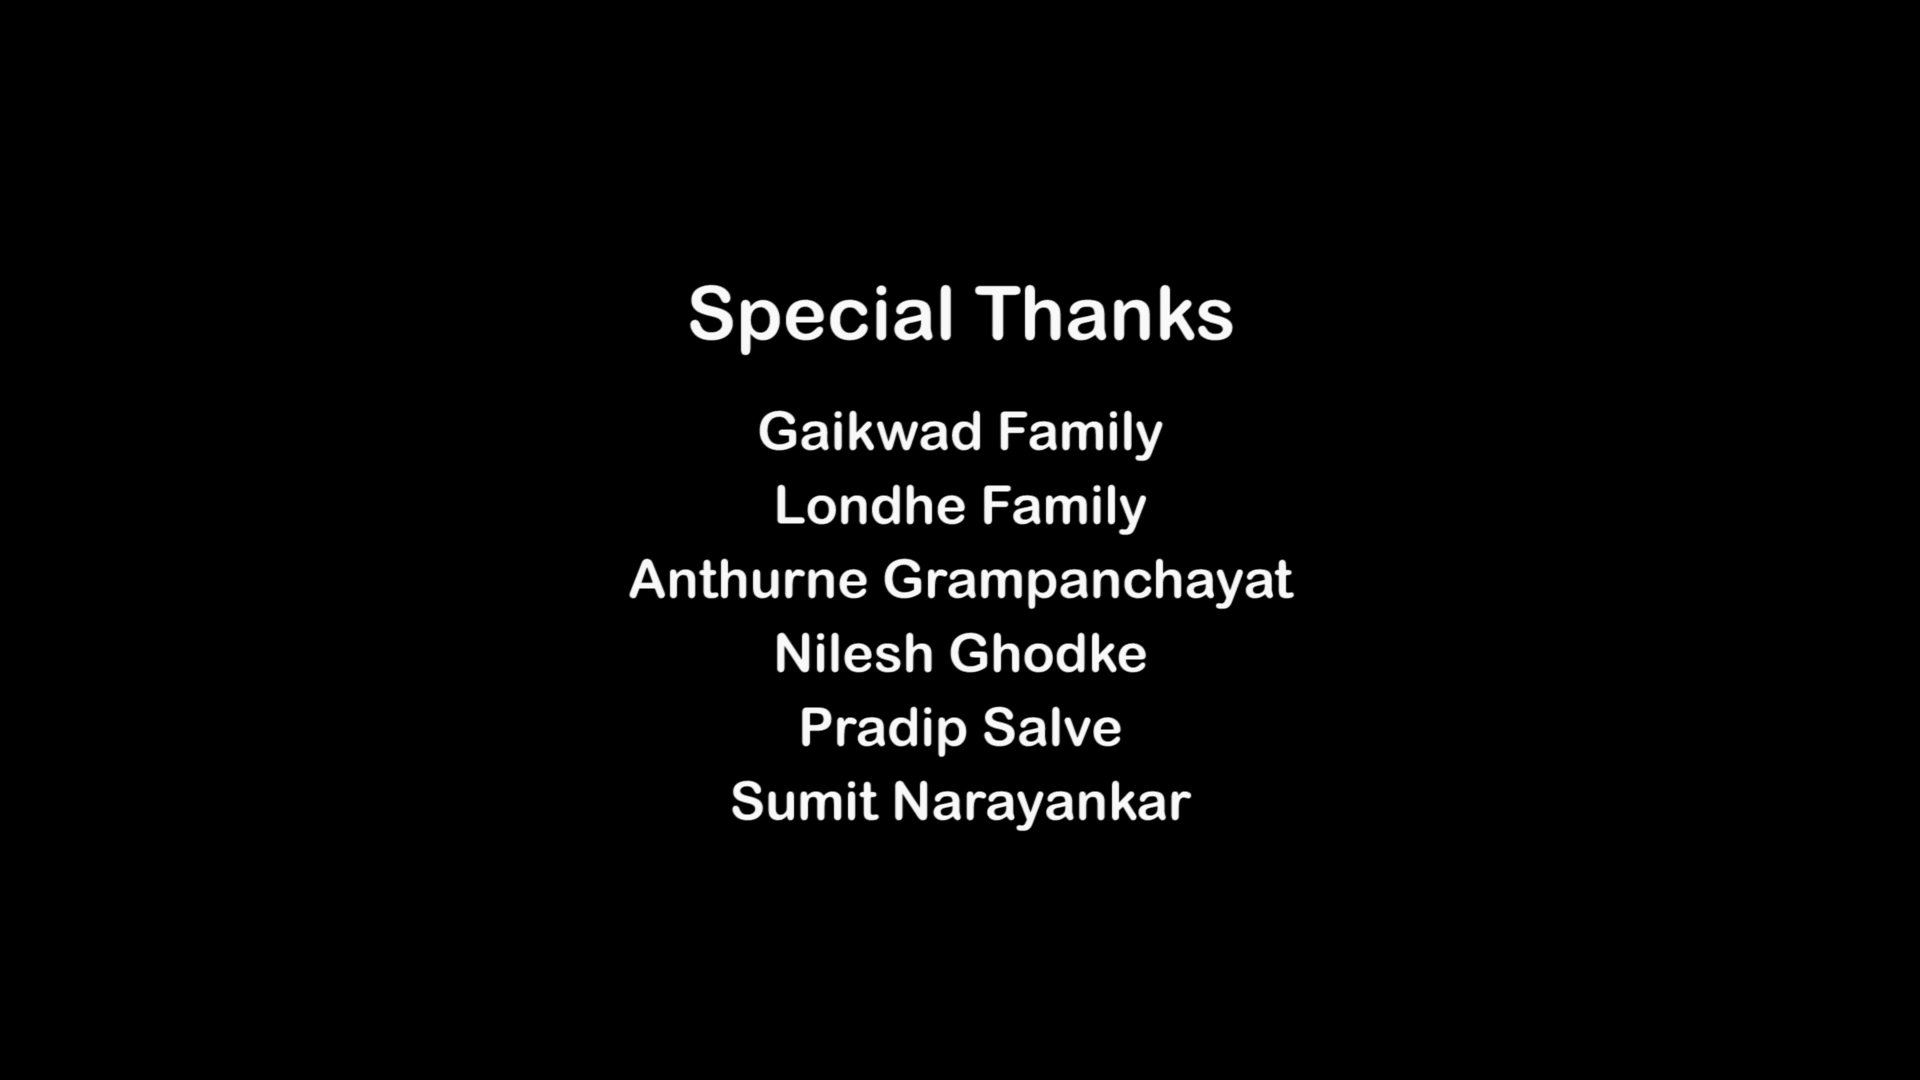 Special Thanks
Gaikwad Family
Londhe Family
Anthurne Grampanchayat
Nilesh Ghodke
Pradip Salve
Sumit Narayankar